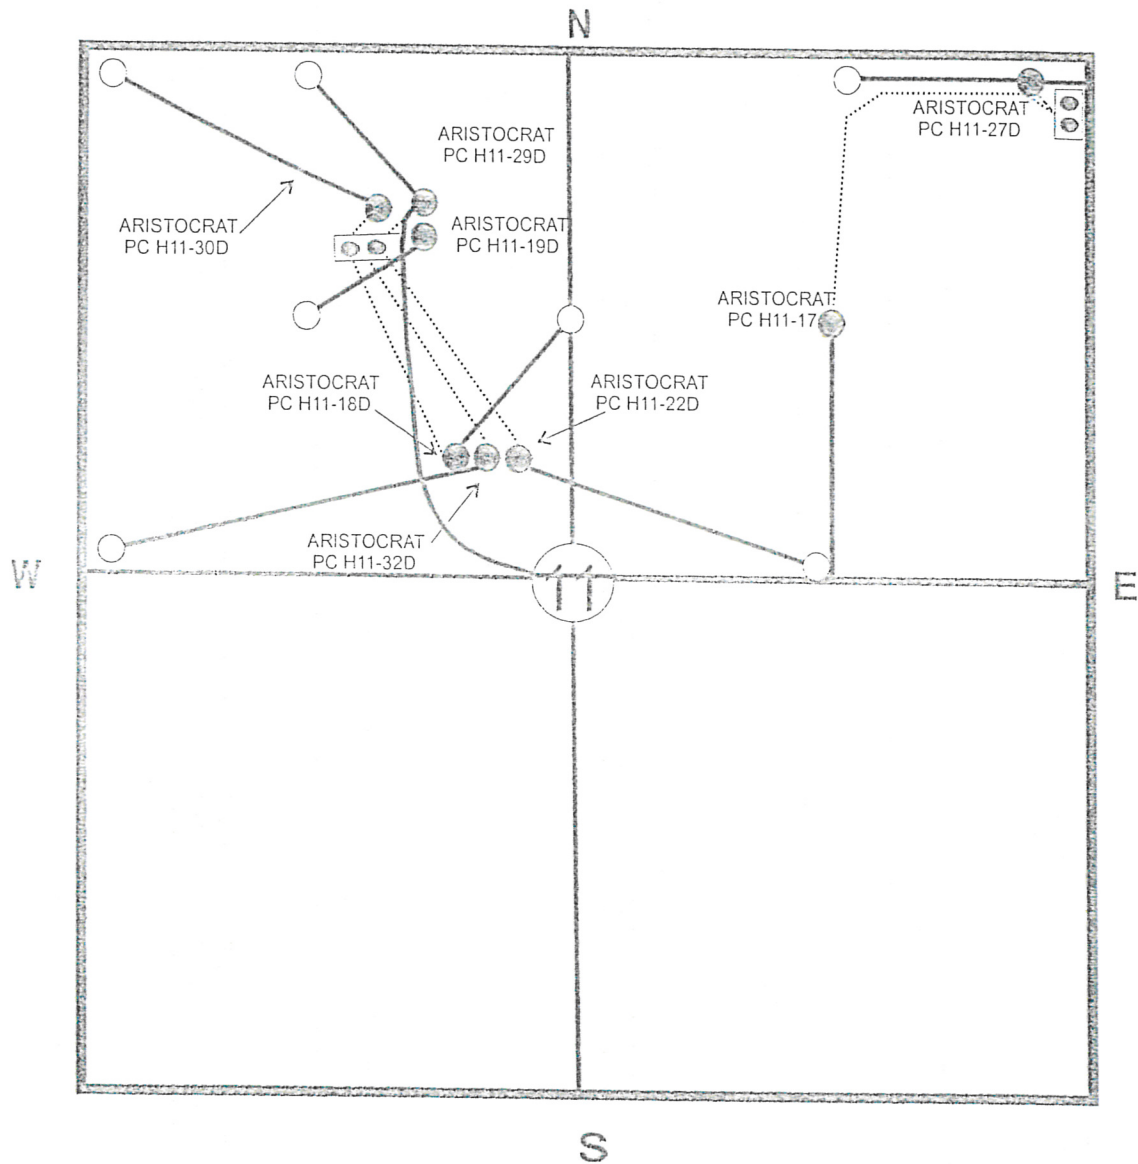 N
ARISTOCRAT
PC H11-27D
ARISTOCRAT
PC H11-29D
ARISTOCRAT
PC H11-30D
ARISTOCRAT
PC H11-19D
ARISTOCRAT
PC H11-17
ARISTOCRAT
PC H11-18D
ARISTOCRAT
PC H11-22D
ARISTOCRAT
PC H11-32D
W
11
E
S